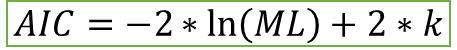 AIC = −2 ∗ ln(ML) + 2 ∗ k